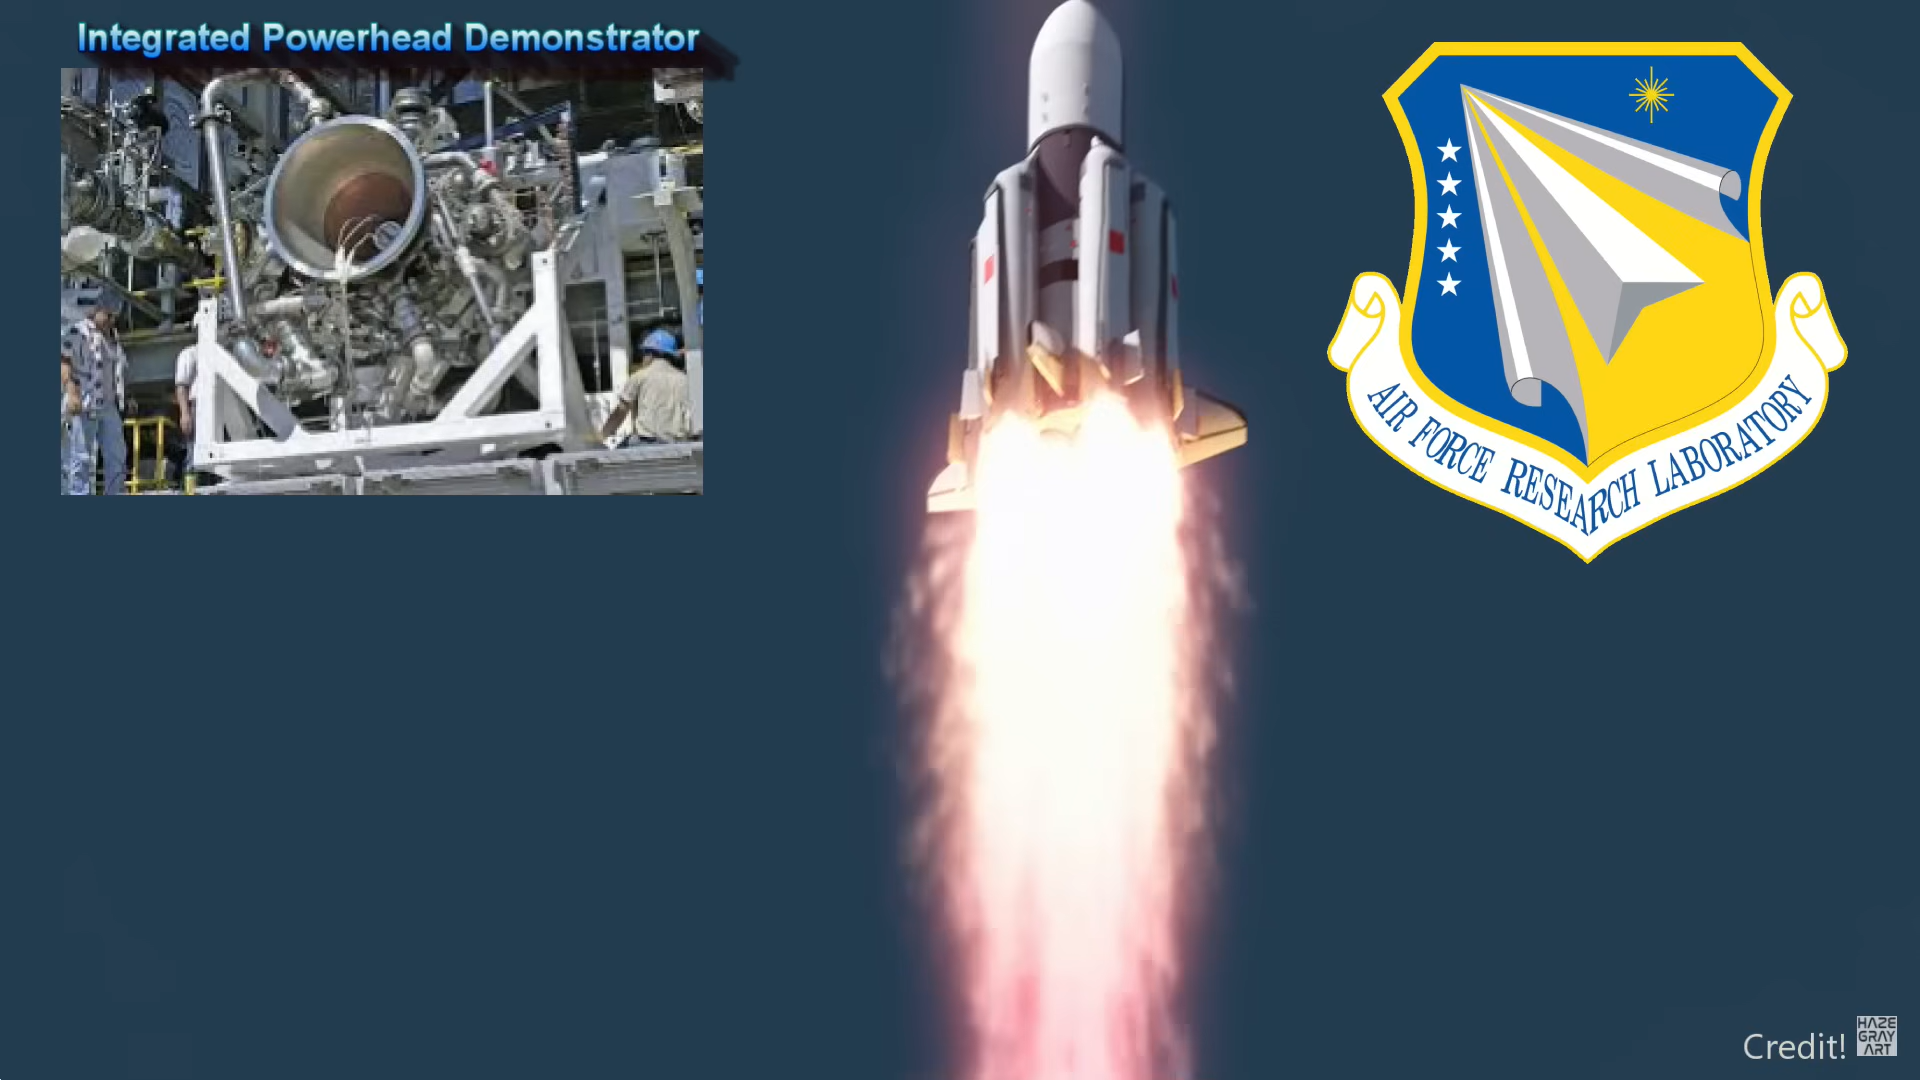 Integrated Powerhead Demonstrator
AIR FORCE RESEARCH LABORATORY
Credit!
HAZE
GRAY
ART